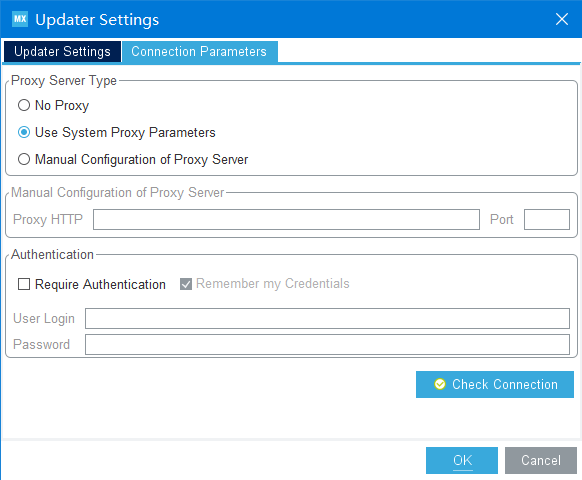 MX Updater Settings
Updater Settings Connection Parameters
Proxy Server Type
No Proxy
Use System Proxy Parameters
Manual Configuration of Proxy Server
Manual Configuration of Proxy Server
Proxy HTTP Port
Authentication
Require Authentication Remember my Credentials
User Login
Password
Check Connection
OK Cancel